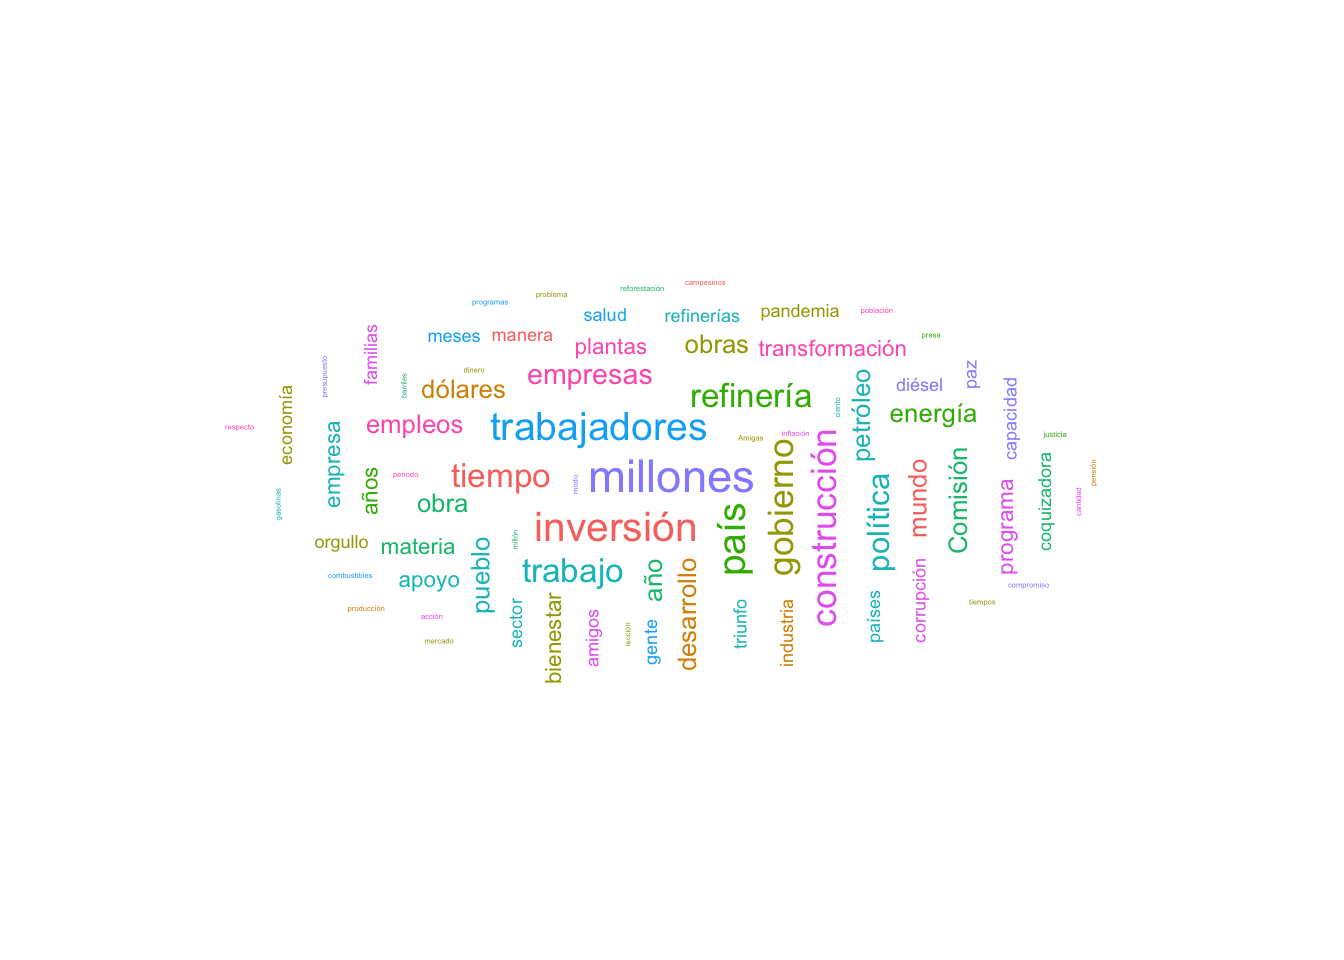 campesinos
reforestación
problema
programas
población
pandemia
salud
refinerías
presa
meses
manera
plantas
obras
transformación
familias
presupuesto
barriles
dinero
empresas
dólares
refinería
petróleo
diésel
paz
energía
capacidad
economía
respecto
empleos
trabajadores
ciento
inflación
Amigas
justicia
empresa
años
periodo
tiempo
modo
millones
gobierno
construcción
política
mundo
Comisión
programa
coquizadora
cantidad
pensión
gasolinas
obra
inversión
país
orgullo
materia
millón
pueblo
trabajo
año
desarrollo
combustibles
apoyo
compromiso
tiempos
producción
acción
mercado
sector
bienestar
amigos
lección
gente
triunfo
industria
países
corrupción